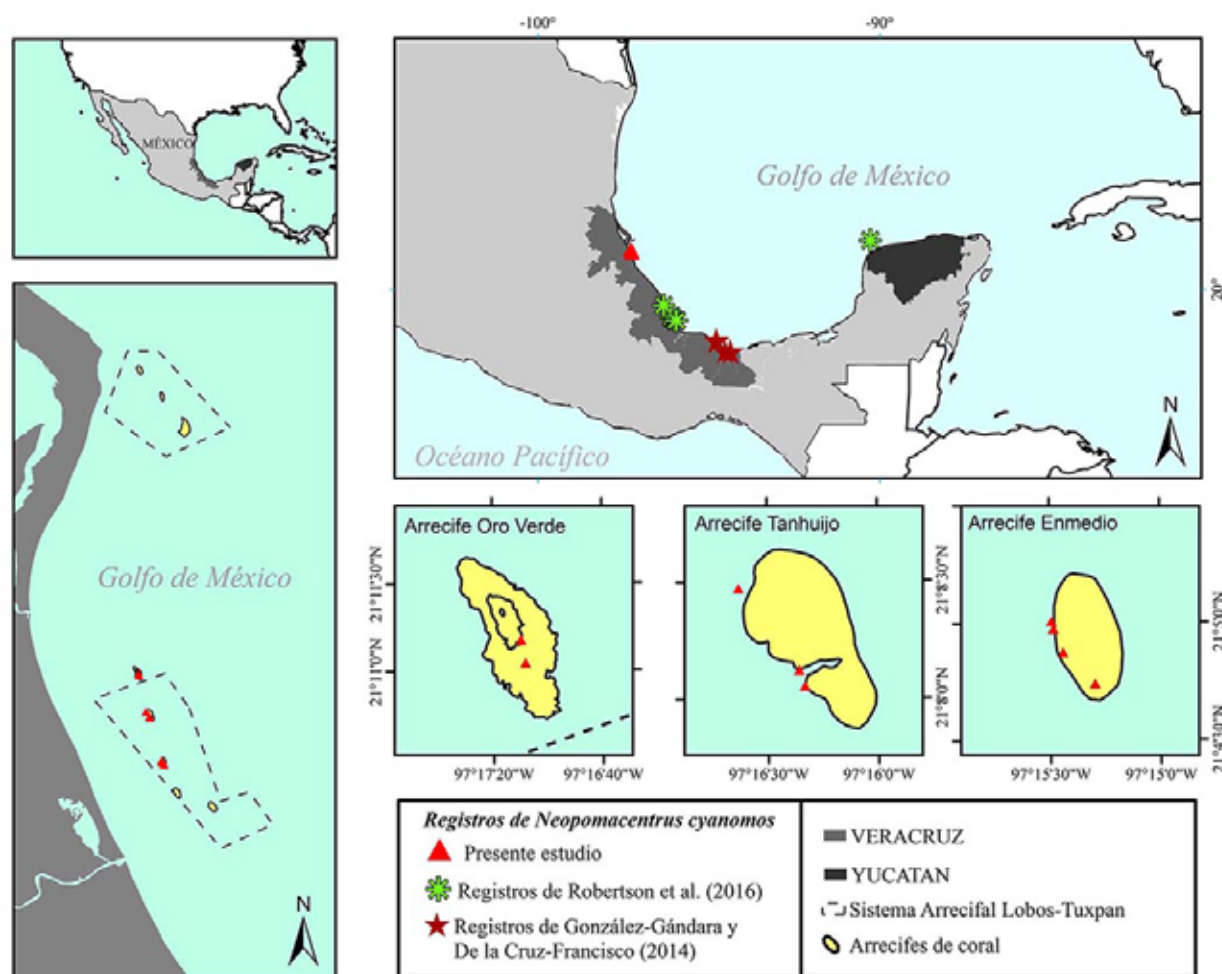 MÉXICO
-100°
-90°
Golfo de México
20°
Océano Pacífico
N
Golfo de México
N
Arrecife Oro Verde
21°11'30"N
21°11'0"N
97°17'20"W
97°16'40"W
Arrecife Tanhuijo
21°8'30"N
21°8'0"N
97°16'30"W
97°16'0"W
Arrecife Enmedio
21°5'0"N
21°4'30"N
97°15'30"W
97°15'0"W
Registros de Neopomacentrus cyanomos
Presente estudio
Registros de Robertson et al. (2016)
Registros de González-Gándara y
De la Cruz-Francisco (2014)
VERACRUZ
YUCATAN
Sistema Arrecifal Lobos-Tuxpan
Arrecifes de coral